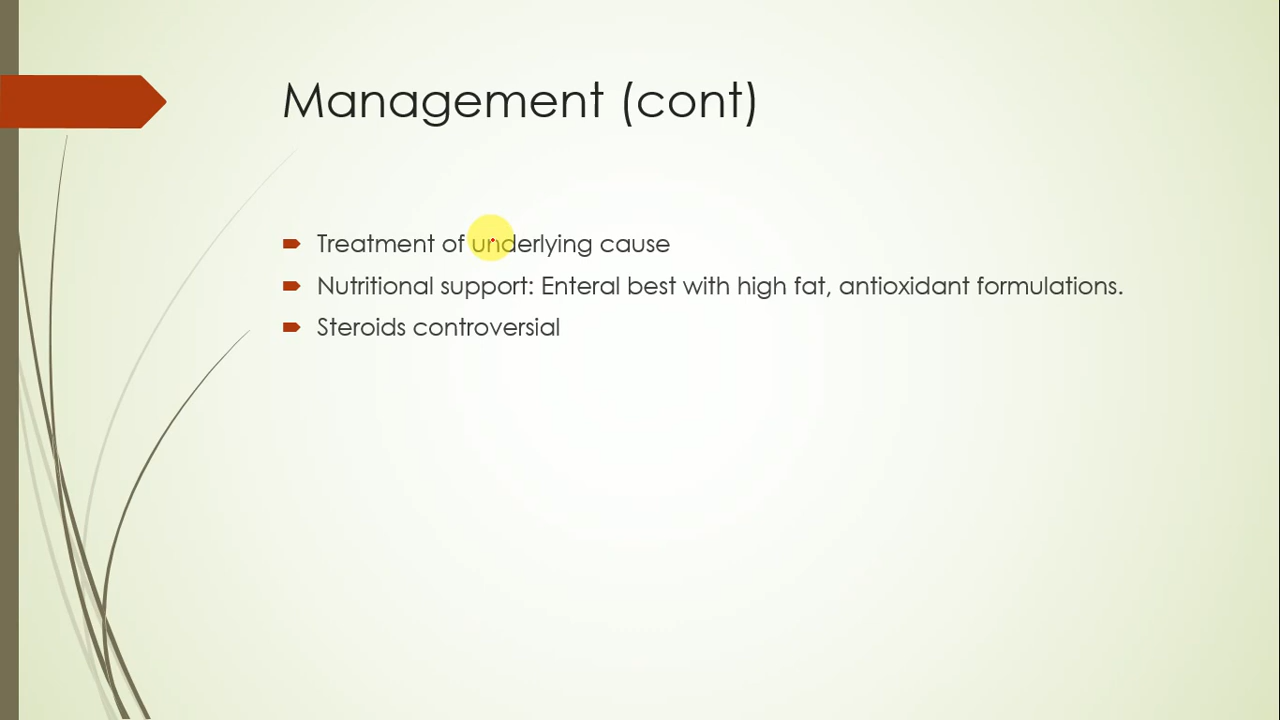 Management (cont)
Treatment of underlying cause
Nutritional support: Enteral best with high fat, antioxidant formulations.
Steroids controversial